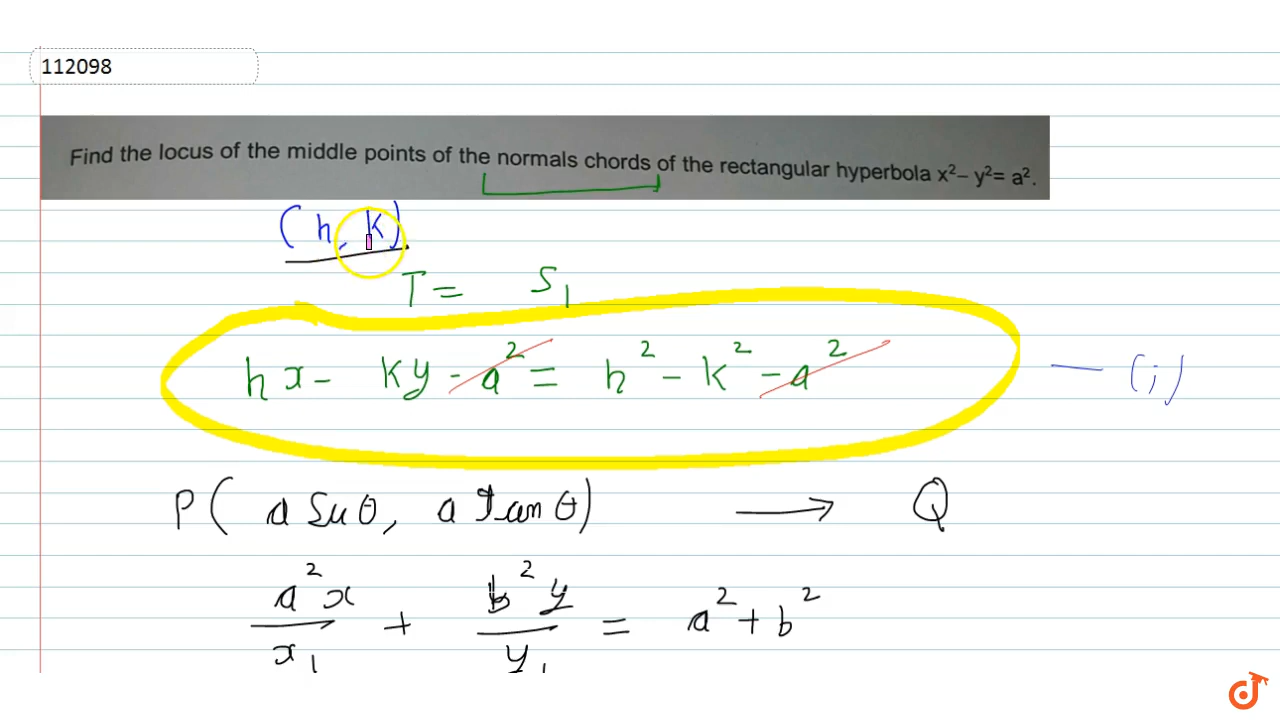 112098
Find the locus of the middle points of the normals chords of the rectangular hyperbola x²– y²= a².
(h, k)
T = S₁
hx - ky - a² = h² - k² - a² — (i)
P( a Secθ, a tanθ) → Q
a²x/x₁ + b²y/y₁ = a² + b²